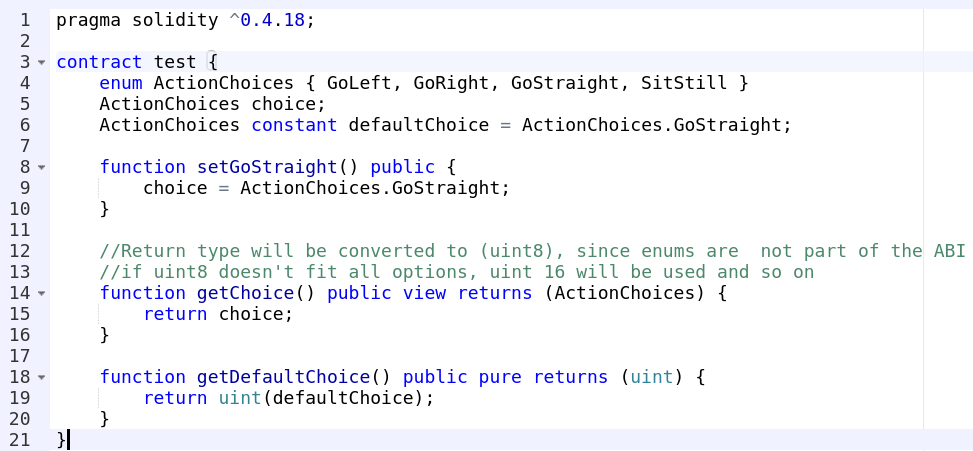 1 pragma solidity ^0.4.18;
2
3 contract test {
4     enum ActionChoices { GoLeft, GoRight, GoStraight, SitStill }
5     ActionChoices choice;
6     ActionChoices constant defaultChoice = ActionChoices.GoStraight;
7
8     function setGoStraight() public {
9         choice = ActionChoices.GoStraight;
10     }
11
12     //Return type will be converted to (uint8), since enums are  not part of the ABI
13     //if uint8 doesn't fit all options, uint 16 will be used and so on
14     function getChoice() public view returns (ActionChoices) {
15         return choice;
16     }
17
18     function getDefaultChoice() public pure returns (uint) {
19         return uint(defaultChoice);
20     }
21 }